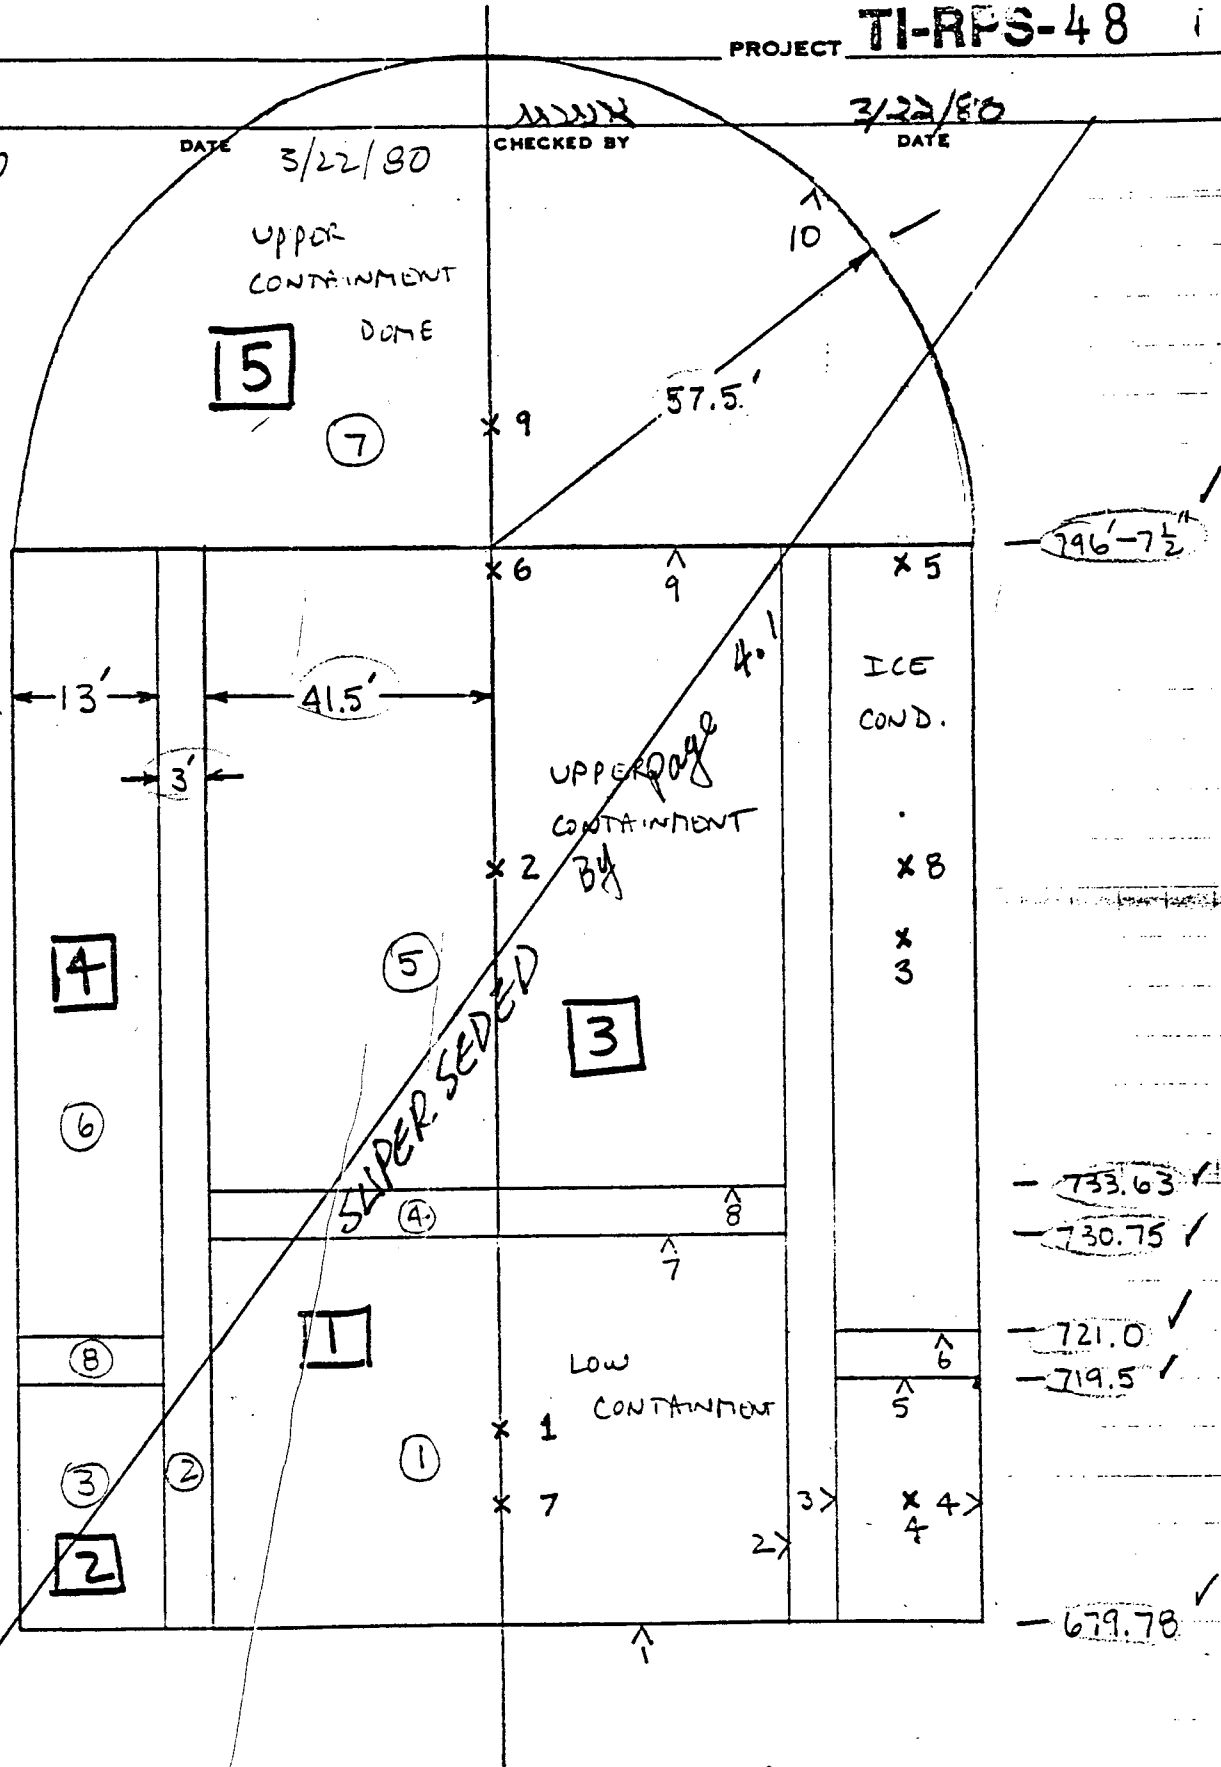 PROJECT TI-RPS-48
DATE 3/22/80
CHECKED BY
3/22/80
DATE
10
UPPER
CONTAINMENT
DOME
5
7
9
57.5'
796'-7½"
6
9
5
4.1
ICE
COND.
13'
41.5'
3'
UPPER page
CONTAINMENT
By
2
8
3
4
5
SUPERSEDED
3
6
733.63
4
8
730.75
7
1
721.0
8
6
719.5
LOW
CONTAINMENT
5
1
1
3
2
7
3
4
4
2
2
679.78
1